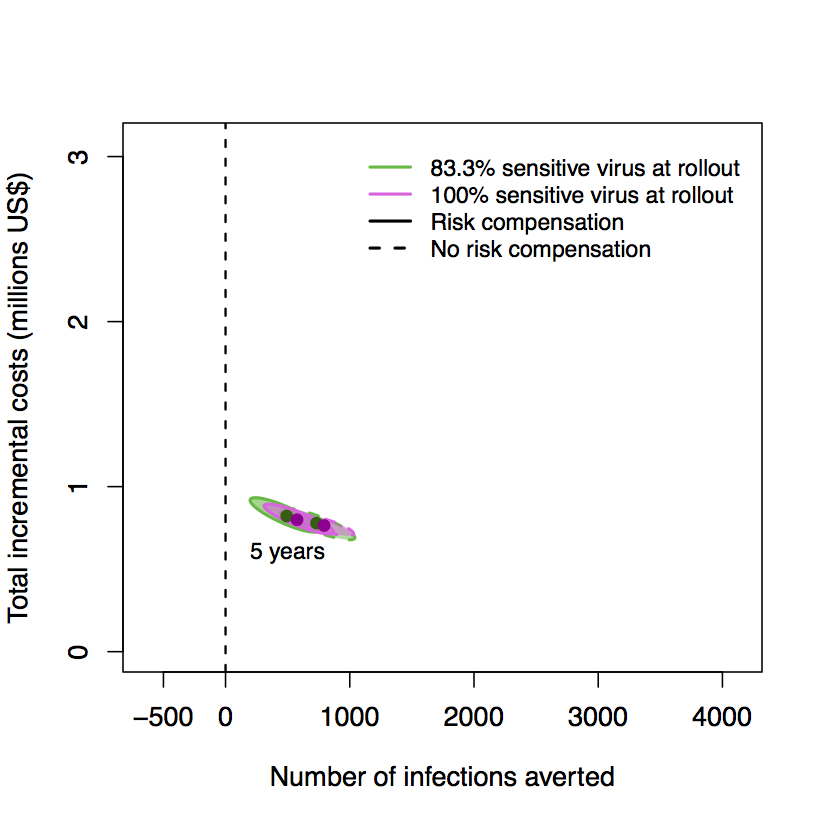 Total incremental costs (millions US$)
3
2
1
0
83.3% sensitive virus at rollout
100% sensitive virus at rollout
Risk compensation
No risk compensation
5 years
−500 0 1000 2000 3000 4000
Number of infections averted